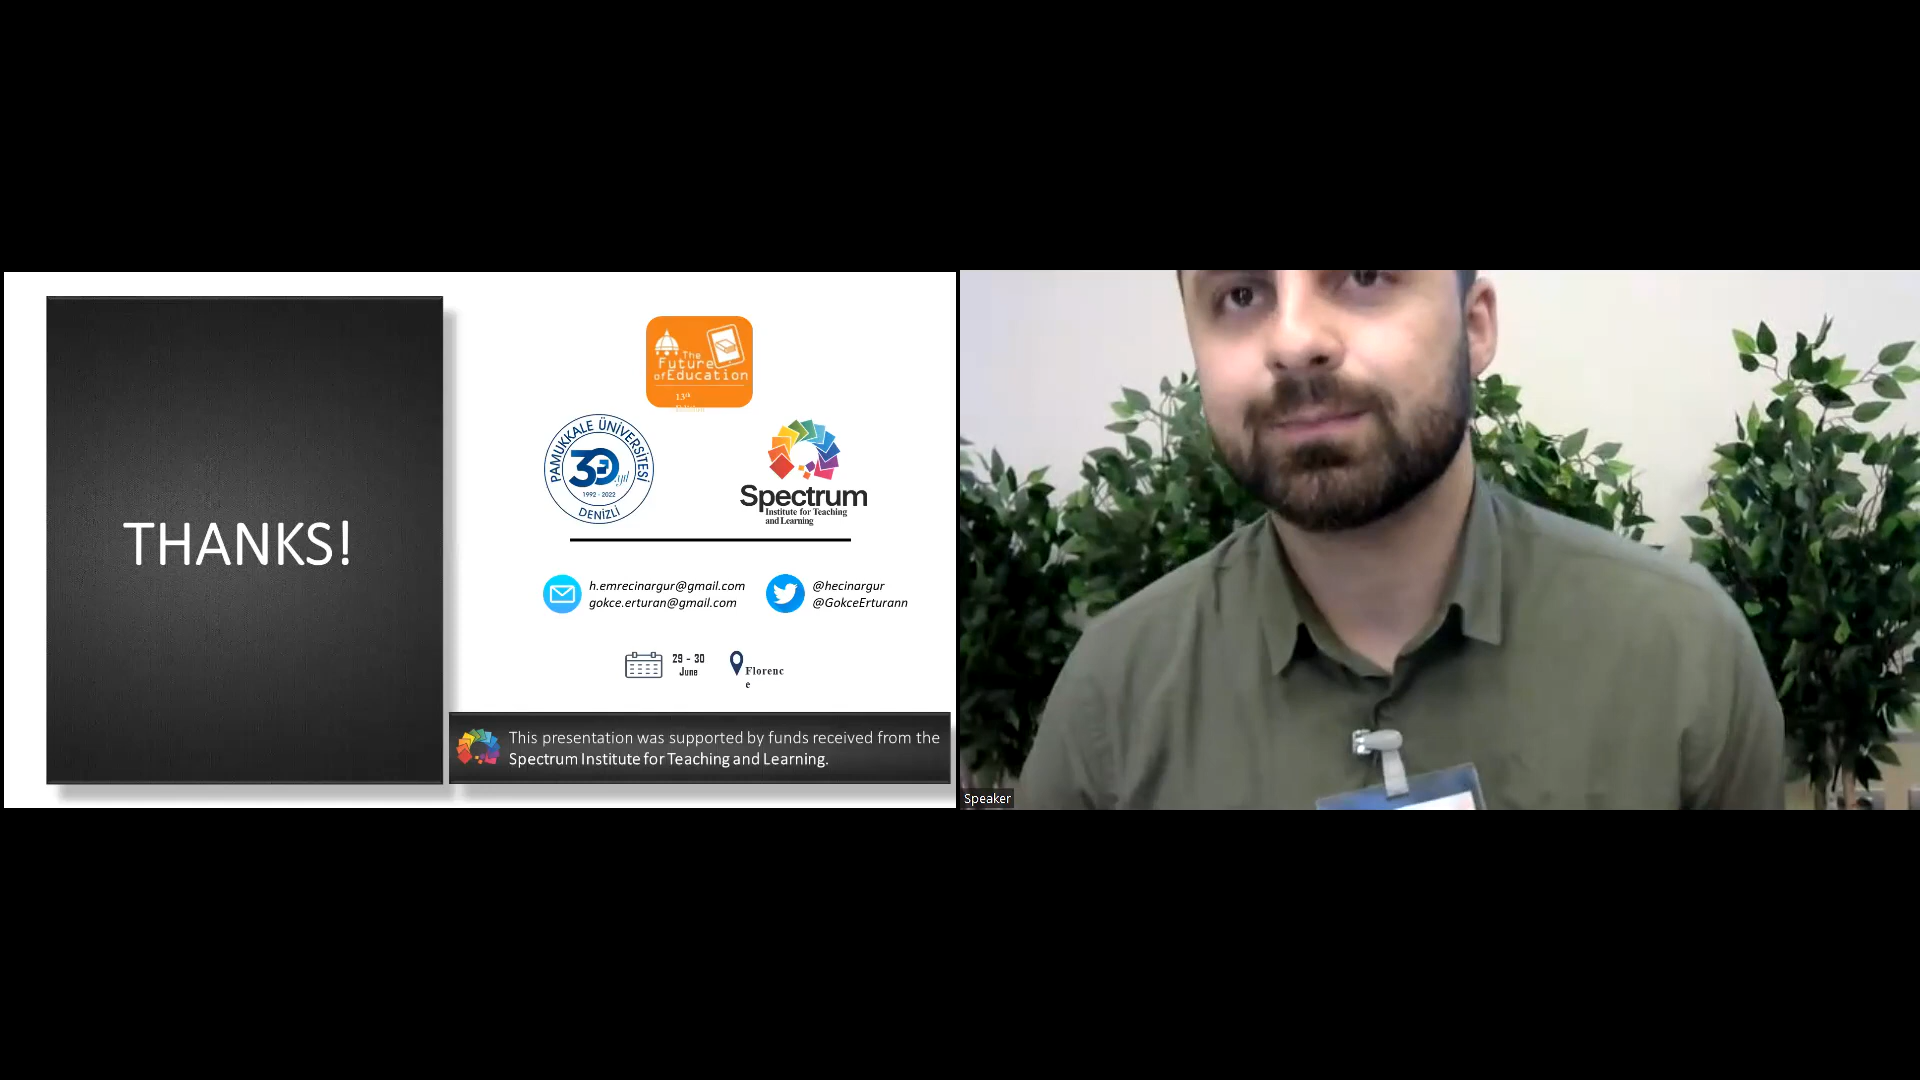 THANKS!
The
Future
of Education
13th
PAMUKKALE ÜNİVERSİTESİ
30.yıl
1992 - 2022
DENİZLİ
Spectrum
Institute for Teaching
and Learning
h.emrecinargur@gmail.com
gokce.erturan@gmail.com
@hecinargur
@GokceErturann
29 - 30
June
Florenc
e
This presentation was supported by funds received from the
Spectrum Institute for Teaching and Learning.
Speaker